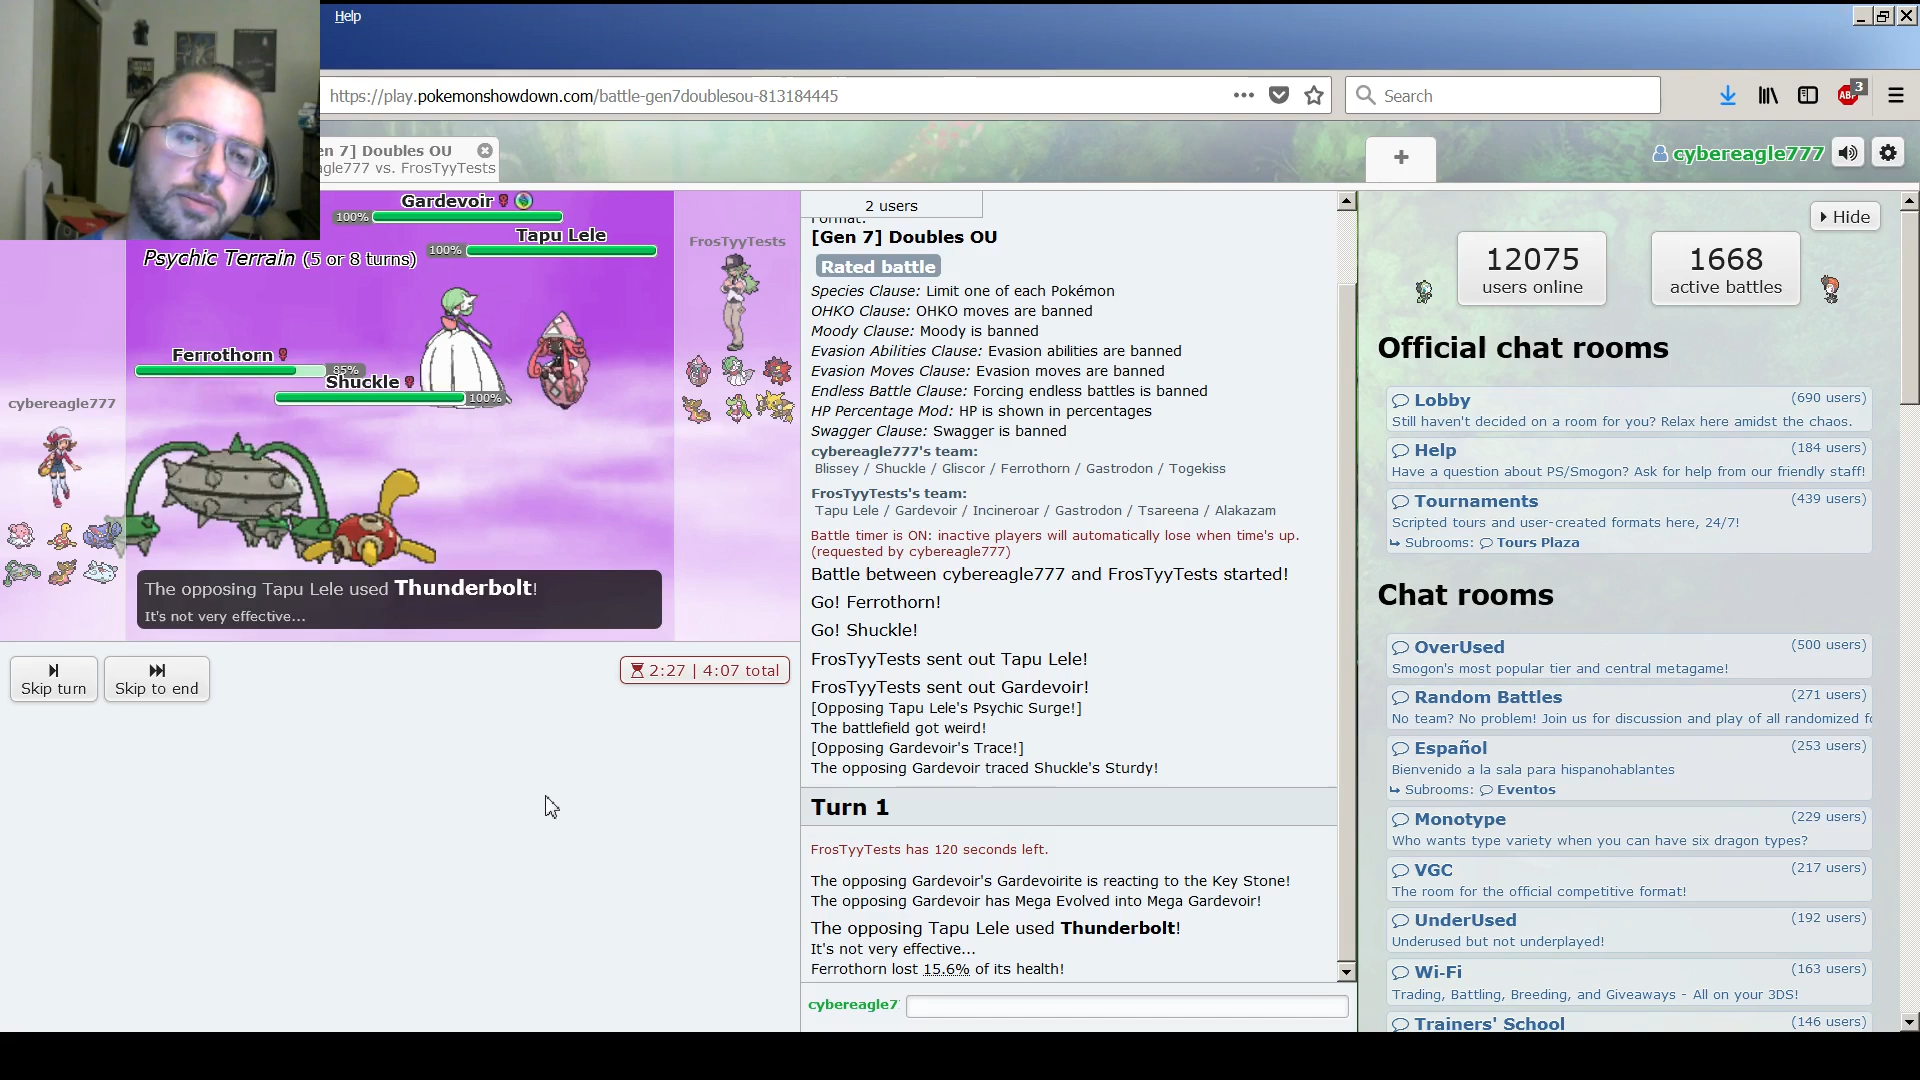 Help
https://play.pokemonshowdown.com/battle-gen7doublesou-813184445
Search
ABP
3
en 7] Doubles OU
agle777 vs. FrosTyyTests
+
cybereagle777
Gardevoir
100%
Tapu Lele
100%
Psychic Terrain (5 or 8 turns)
FrosTyyTests
Ferrothorn
85%
Shuckle
100%
cybereagle777
The opposing Tapu Lele used Thunderbolt!
It's not very effective...
Skip turn
Skip to end
2:27 | 4:07 total
2 users
Format:
[Gen 7] Doubles OU
Rated battle
Species Clause: Limit one of each Pokémon
OHKO Clause: OHKO moves are banned
Moody Clause: Moody is banned
Evasion Abilities Clause: Evasion abilities are banned
Evasion Moves Clause: Evasion moves are banned
Endless Battle Clause: Forcing endless battles is banned
HP Percentage Mod: HP is shown in percentages
Swagger Clause: Swagger is banned
cybereagle777's team:
Blissey / Shuckle / Gliscor / Ferrothorn / Gastrodon / Togekiss
FrosTyyTests's team:
Tapu Lele / Gardevoir / Incineroar / Gastrodon / Tsareena / Alakazam
Battle timer is ON: inactive players will automatically lose when time's up.
(requested by cybereagle777)
Battle between cybereagle777 and FrosTyyTests started!
Go! Ferrothorn!
Go! Shuckle!
FrosTyyTests sent out Tapu Lele!
FrosTyyTests sent out Gardevoir!
[Opposing Tapu Lele's Psychic Surge!]
The battlefield got weird!
[Opposing Gardevoir's Trace!]
The opposing Gardevoir traced Shuckle's Sturdy!
Turn 1
FrosTyyTests has 120 seconds left.
The opposing Gardevoir's Gardevoirite is reacting to the Key Stone!
The opposing Gardevoir has Mega Evolved into Mega Gardevoir!
The opposing Tapu Lele used Thunderbolt!
It's not very effective...
Ferrothorn lost 15.6% of its health!
cybereagle7
Hide
12075
users online
1668
active battles
Official chat rooms
Lobby (690 users)
Still haven't decided on a room for you? Relax here amidst the chaos.
Help (184 users)
Have a question about PS/Smogon? Ask for help from our friendly staff!
Tournaments (439 users)
Scripted tours and user-created formats here, 24/7!
Subrooms: Tours Plaza
Chat rooms
OverUsed (500 users)
Smogon's most popular tier and central metagame!
Random Battles (271 users)
No team? No problem! Join us for discussion and play of all randomized fo
Español (253 users)
Bienvenido a la sala para hispanohablantes
Subrooms: Eventos
Monotype (229 users)
Who wants type variety when you can have six dragon types?
VGC (217 users)
The room for the official competitive format!
UnderUsed (192 users)
Underused but not underplayed!
Wi-Fi (163 users)
Trading, Battling, Breeding, and Giveaways - All on your 3DS!
Trainers' School (146 users)